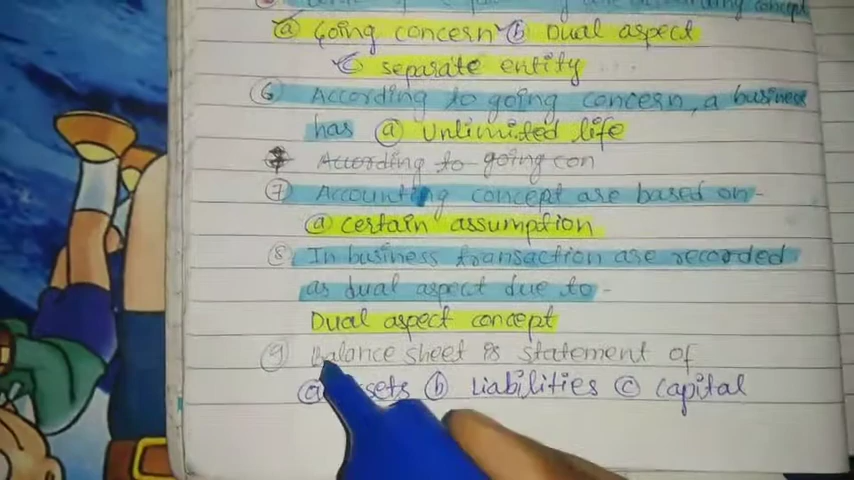 concept
ⓐ Going concern ⓑ Dual aspect
ⓒ separate entity
⑥ According to going concern, a business
has ⓐ Unlimited life
According to going con
⑦ Accounting concept are based on -
ⓐ certain assumption
⑧ In business transaction are recorded
as dual aspect due to -
Dual aspect concept
⑨ Balance sheet is statement of
ⓐ Assets ⓑ Liabilities ⓒ capital